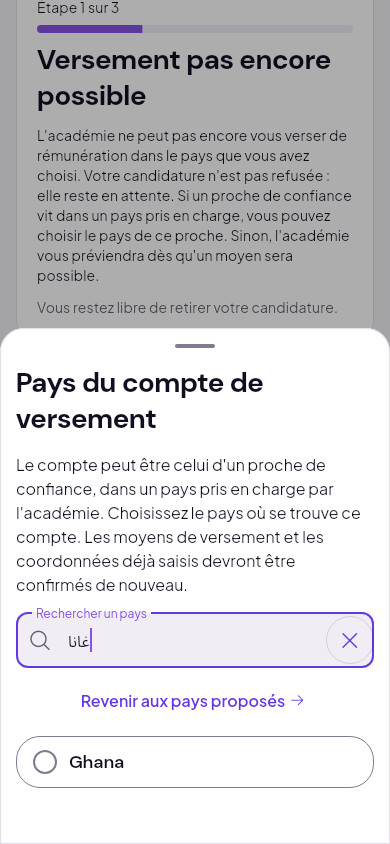 Étape 1 sur 3
Versement pas encore
possible
L'académie ne peut pas encore vous verser de
rémunération dans le pays que vous avez
choisi. Votre candidature n'est pas refusée :
elle reste en attente. Si un proche de confiance
vit dans un pays pris en charge, vous pouvez
choisir le pays de ce proche. Sinon, l'académie
vous préviendra dès qu'un moyen sera
possible.
Vous restez libre de retirer votre candidature.
Pays du compte de
versement
Le compte peut être celui d'un proche de
confiance, dans un pays pris en charge par
l'académie. Choisissez le pays où se trouve ce
compte. Les moyens de versement et les
coordonnées déjà saisis devront être
confirmés de nouveau.
Rechercher un pays
غانا
Revenir aux pays proposés →
Ghana